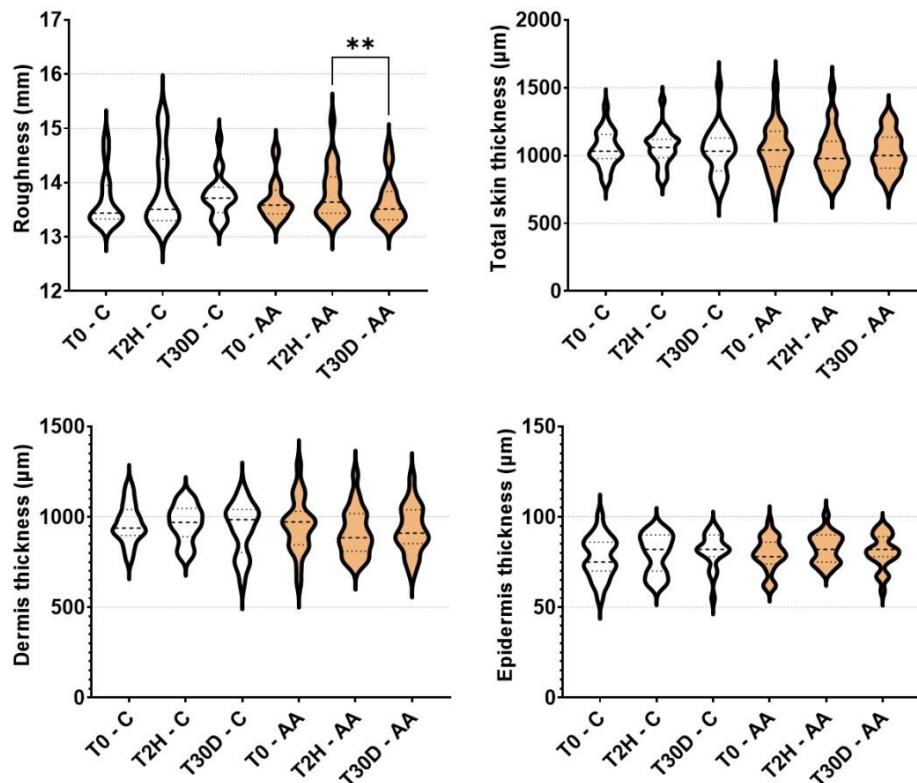 Roughness (mm)
17
16
15
14
13
12
**
T0 - C
T2H - C
T30D - C
T0 - AA
T2H - AA
T30D - AA
Total skin thickness (µm)
2000
1500
1000
500
0
T0 - C
T2H - C
T30D - C
T0 - AA
T2H - AA
T30D - AA
Dermis thickness (µm)
1500
1000
500
0
T0 - C
T2H - C
T30D - C
T0 - AA
T2H - AA
T30D - AA
Epidermis thickness (µm)
150
100
50
0
T0 - C
T2H - C
T30D - C
T0 - AA
T2H - AA
T30D - AA